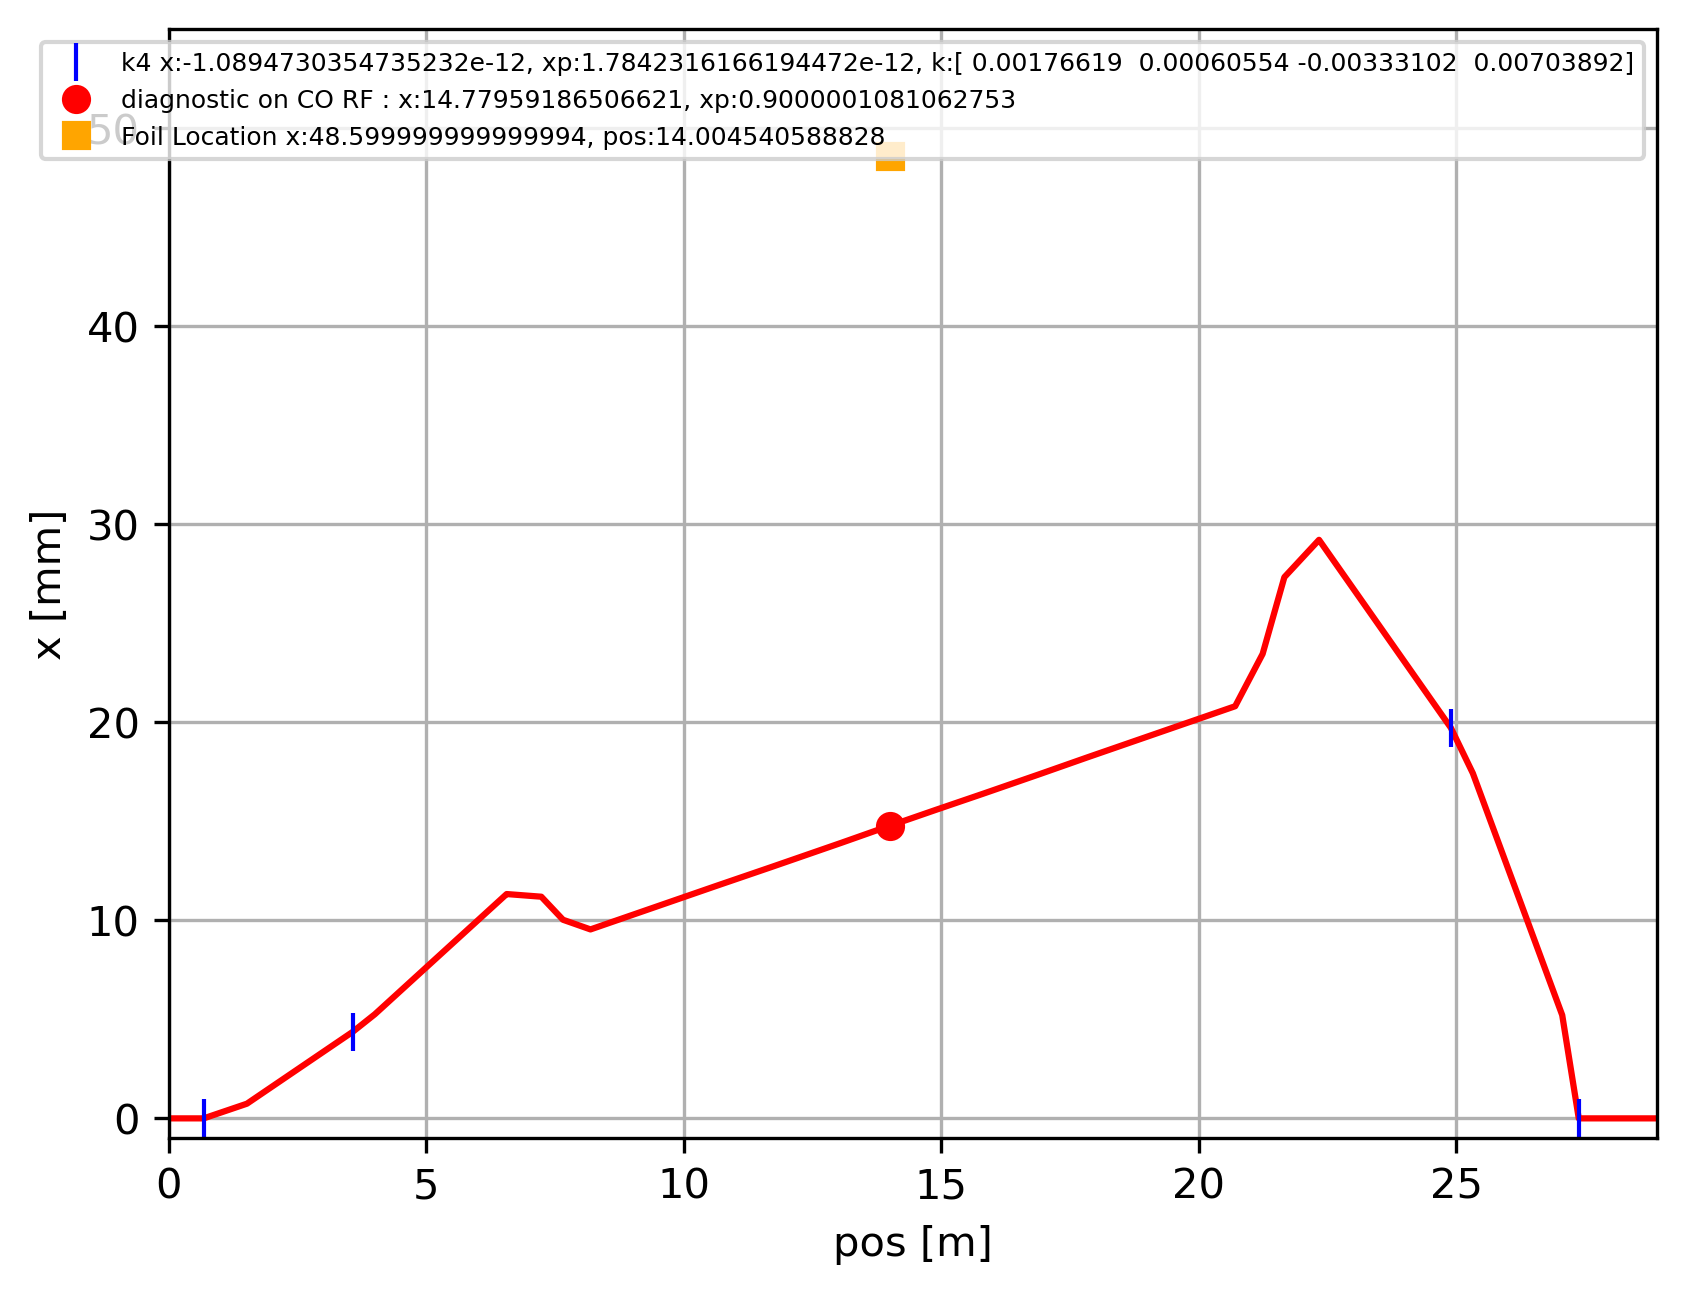 k4 x:-1.0894730354735232e-12, xp:1.7842316166194472e-12, k:[ 0.00176619  0.00060554 -0.00333102  0.00703892]
diagnostic on CO RF : x:14.77959186506621, xp:0.9000001081062753
Foil Location x:48.599999999999994, pos:14.004540588828
50
40
30
20
10
0
x [mm]
0 5 10 15 20 25
pos [m]